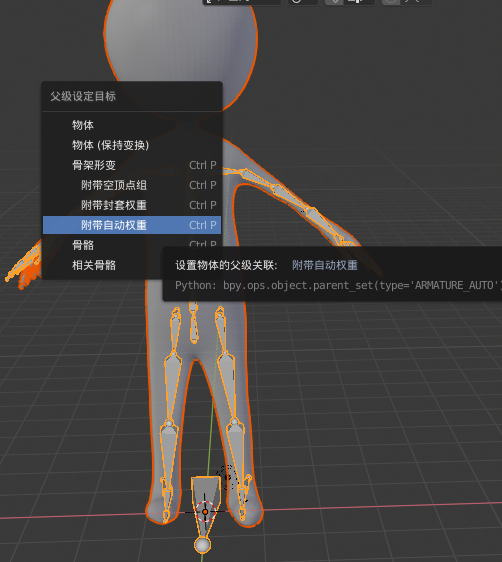 父级设定目标
物体
物体 (保持变换)
骨架形变 Ctrl P
附带空顶点组 Ctrl P
附带封套权重 Ctrl P
附带自动权重 Ctrl P
骨骼 Ctrl P
相关骨骼
设置物体的父级关联: 附带自动权重
Python: bpy.ops.object.parent_set(type='ARMATURE_AUTO')